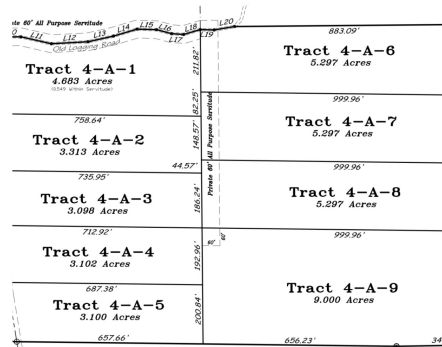 Private 60' All Purpose Servitude
L11 L12 L13 L14 L15 L16 L17 L18 L19 L20
Old Logging Road
883.09'
Tract 4-A-1
4.683 Acres
(0.549 Within Servitude)
211.82'
Tract 4-A-6
5.297 Acres
82.25'
999.96'
758.64'
Tract 4-A-2
3.313 Acres
148.57'
Private 60' All Purpose Servitude
Tract 4-A-7
5.297 Acres
44.57'
999.96'
735.95'
Tract 4-A-3
3.098 Acres
186.24'
Tract 4-A-8
5.297 Acres
712.92'
999.96'
60'
60'
Tract 4-A-4
3.102 Acres
192.96'
687.38'
Tract 4-A-9
9.000 Acres
Tract 4-A-5
3.100 Acres
200.84'
657.66'
656.23'
34